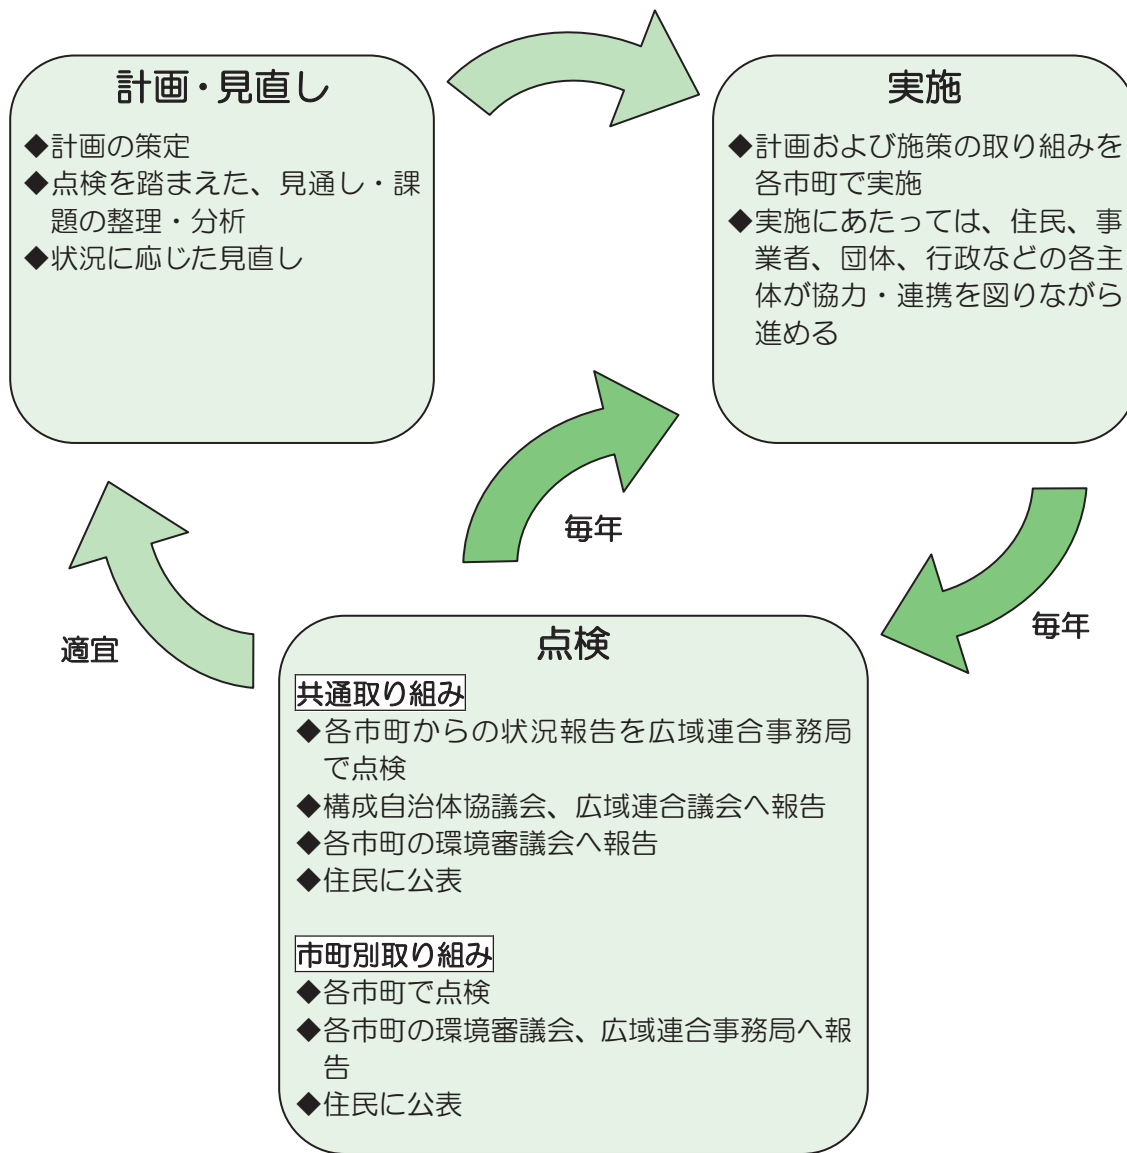 計画・見直し
◆計画の策定
◆点検を踏まえた、見通し・課
題の整理・分析
◆状況に応じた見直し
実施
◆計画および施策の取り組みを
各市町で実施
◆実施にあたっては、住民、事
業者、団体、行政などの各主
体が協力・連携を図りながら
進める
毎年
毎年
適宜
点検
共通取り組み
◆各市町からの状況報告を広域連合事務局
で点検
◆構成自治体協議会、広域連合議会へ報告
◆各市町の環境審議会へ報告
◆住民に公表
市町別取り組み
◆各市町で点検
◆各市町の環境審議会、広域連合事務局へ報
告
◆住民に公表